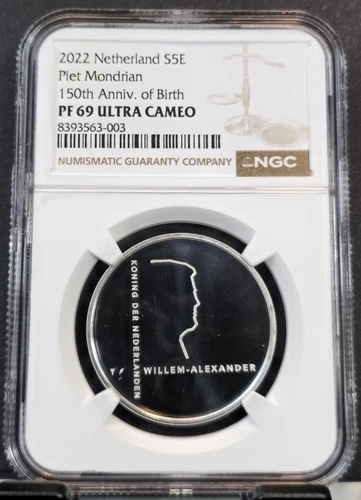 2022 Netherland S5E
Piet Mondrian
150th Anniv. of Birth
PF 69 ULTRA CAMEO
8393563-003
NUMISMATIC GUARANTY COMPANY NGC
KONING DER NEDERLANDEN
WILLEM-ALEXANDER